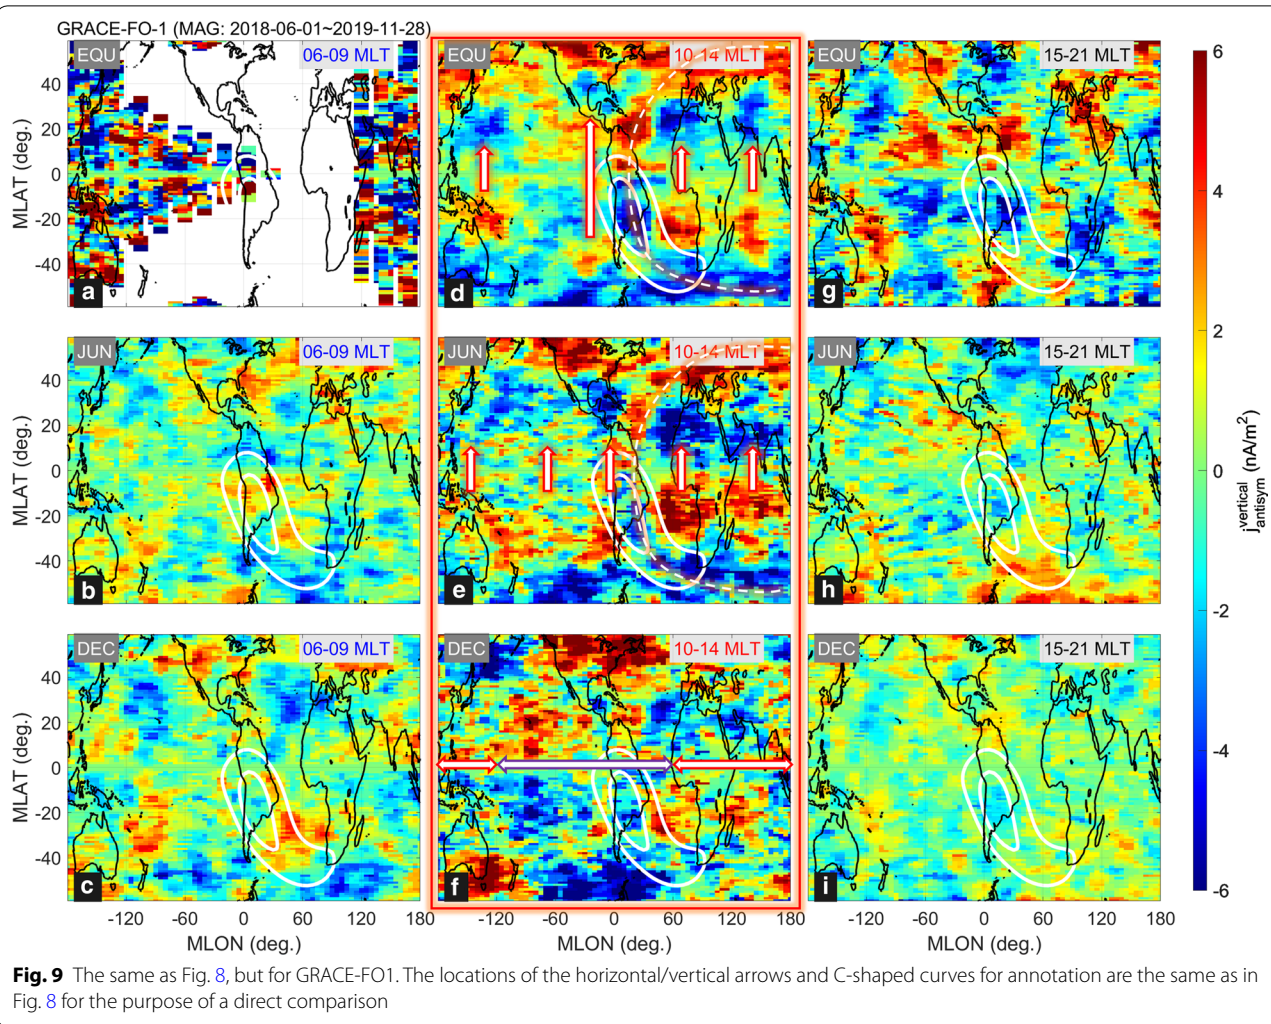 GRACE-FO-1 (MAG: 2018-06-01~2019-11-28)
EQU 06-09 MLT EQU 10-14 MLT EQU 15-21 MLT
6
40
20
0
-20
-40
MLAT (deg.)
a d g
4
JUN 06-09 MLT JUN 10-14 MLT JUN 15-21 MLT
2
40
20
0
-20
-40
MLAT (deg.)
b e h
0
j vertical antisym (nA/m2)
-2
DEC 06-09 MLT DEC 10-14 MLT DEC 15-21 MLT
40
20
0
-20
-40
MLAT (deg.)
c f i
-4
-6
-120 -60 0 60 120 180 -120 -60 0 60 120 180 -120 -60 0 60 120 180
MLON (deg.) MLON (deg.) MLON (deg.)
Fig. 9 The same as Fig. 8, but for GRACE-FO1. The locations of the horizontal/vertical arrows and C-shaped curves for annotation are the same as in
Fig. 8 for the purpose of a direct comparison